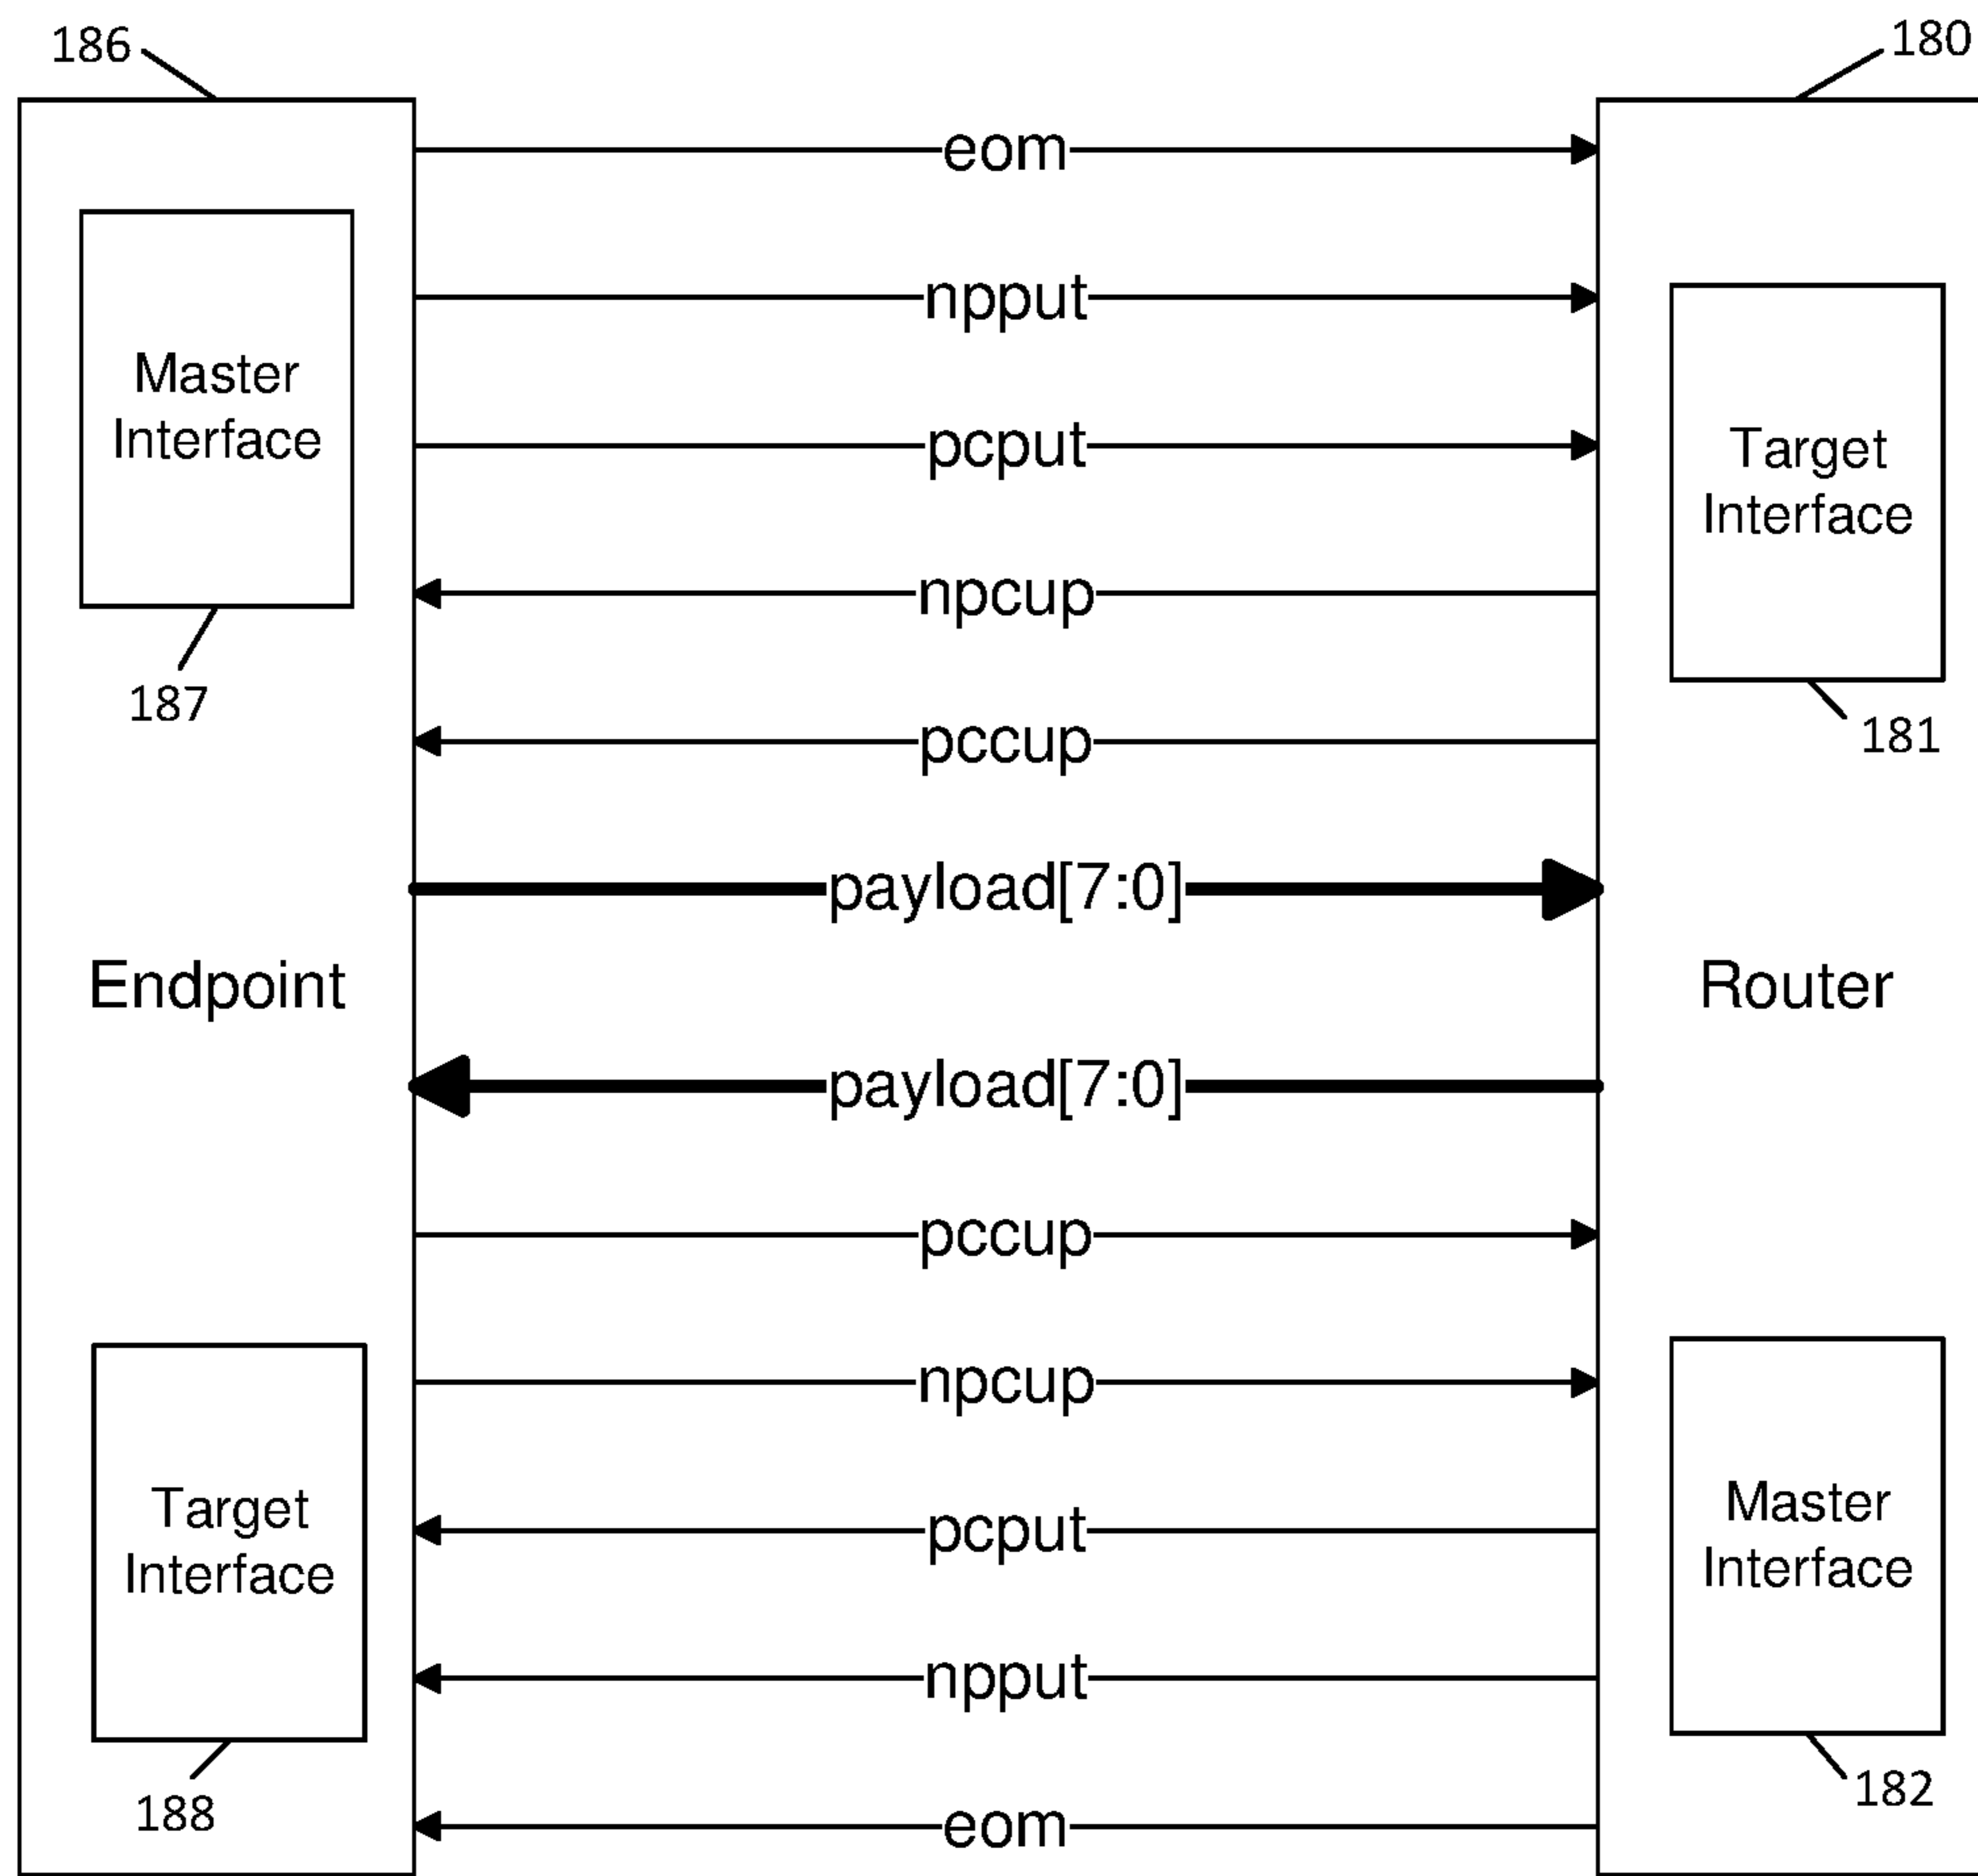 186
180
eom
npput
Master
Interface
pcput
Target
Interface
npcup
187
pccup
181
payload[7:0]
Endpoint
Router
payload[7:0]
pccup
npcup
Target
Interface
Master
Interface
pcput
npput
188
182
eom